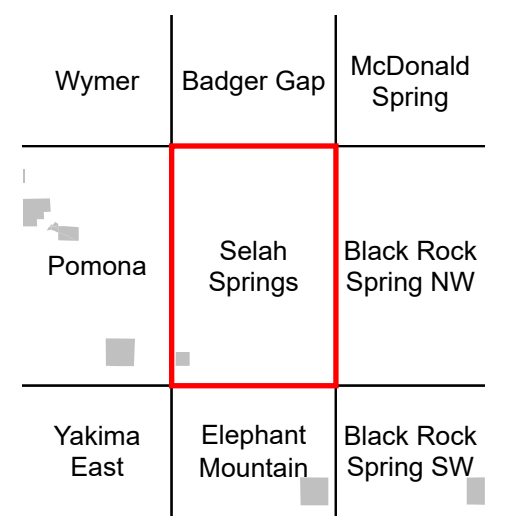 Wymer
Badger Gap
McDonald
Spring
Pomona
Selah
Springs
Black Rock
Spring NW
Yakima
East
Elephant
Mountain
Black Rock
Spring SW